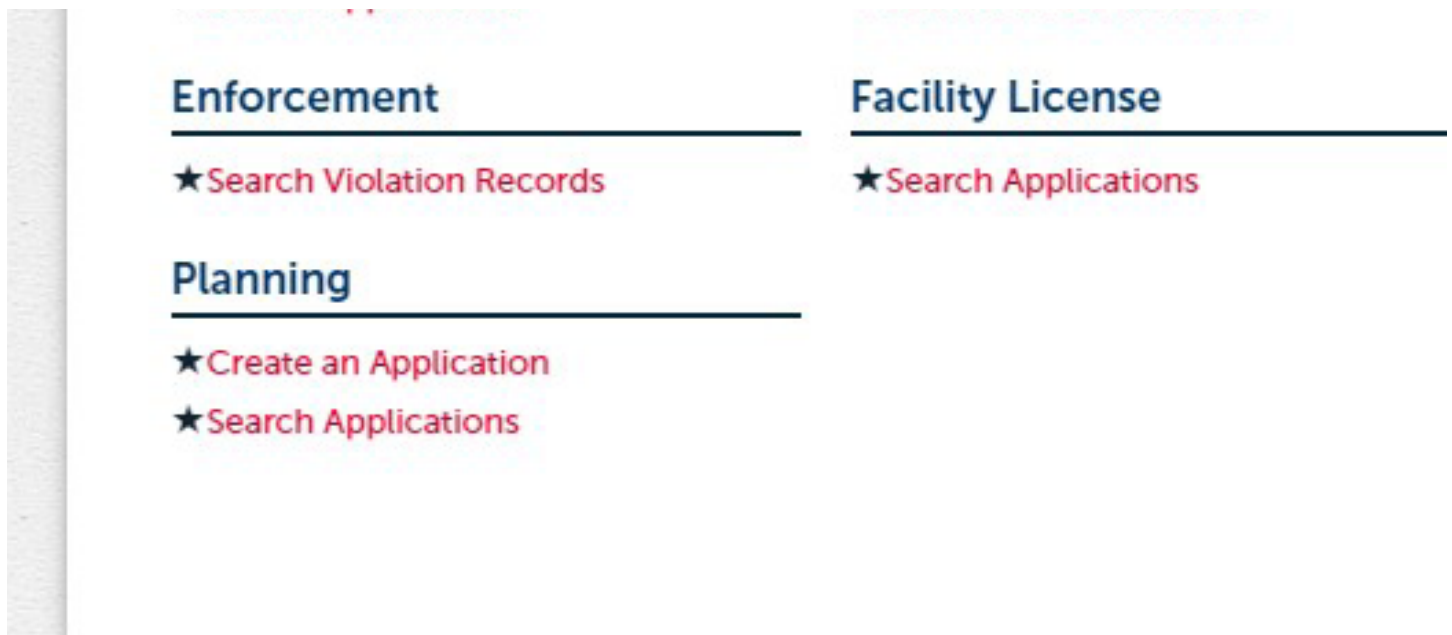 Enforcement
★Search Violation Records
Facility License
★Search Applications
Planning
★Create an Application
★Search Applications